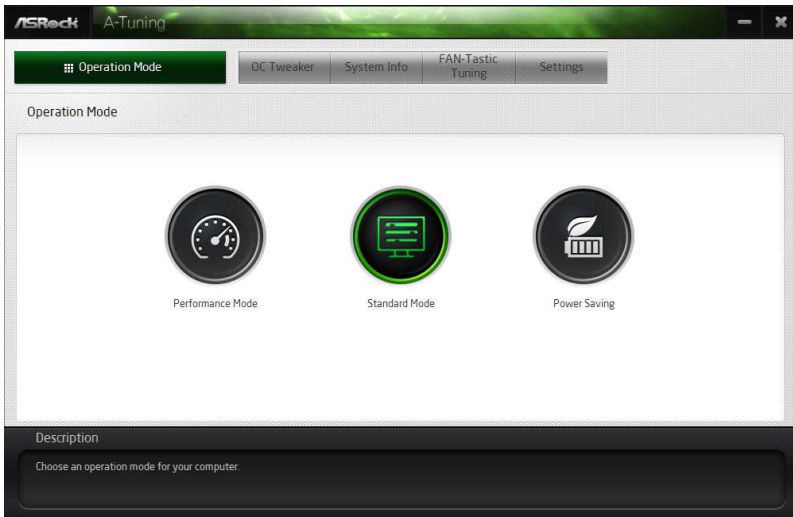 ASRock A-Tuning
Operation Mode OC Tweaker System Info FAN-Tastic Tuning Settings
Operation Mode
Performance Mode Standard Mode Power Saving
Description
Choose an operation mode for your computer.